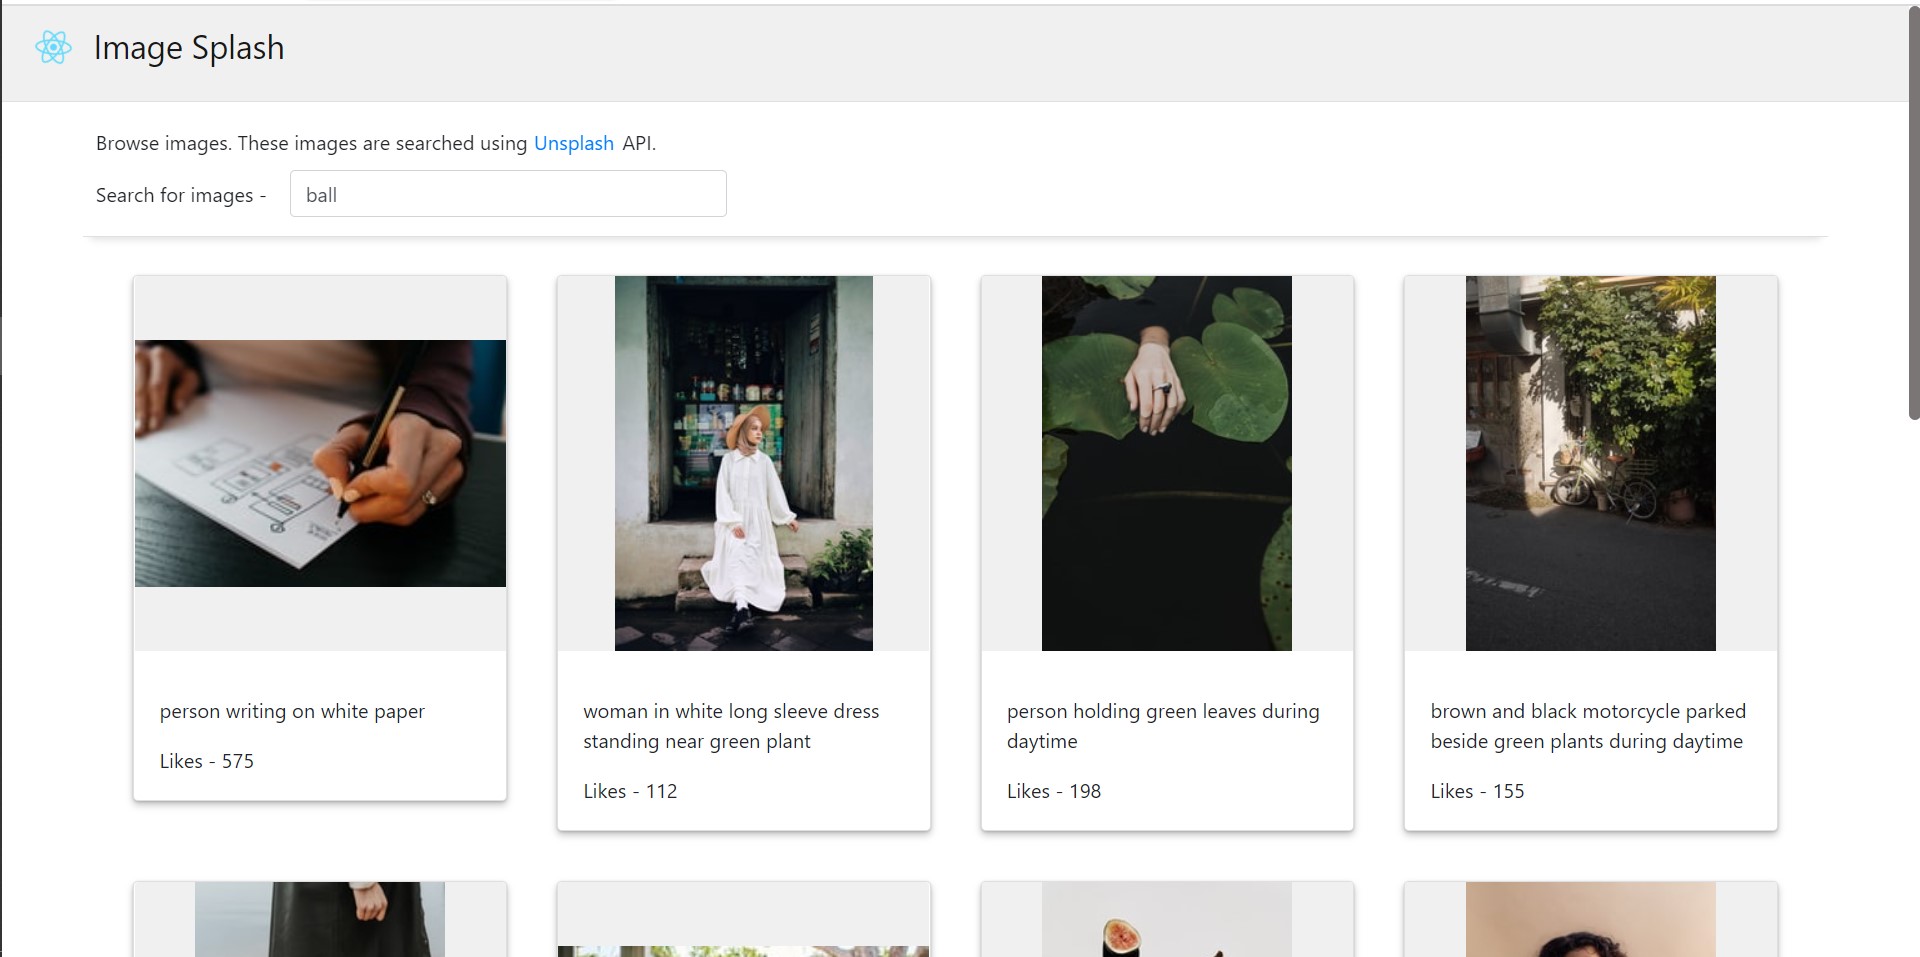 Image Splash
Browse images. These images are searched using Unsplash API.
Search for images - ball
person writing on white paper
Likes - 575
woman in white long sleeve dress
standing near green plant
Likes - 112
person holding green leaves during
daytime
Likes - 198
brown and black motorcycle parked
beside green plants during daytime
Likes - 155